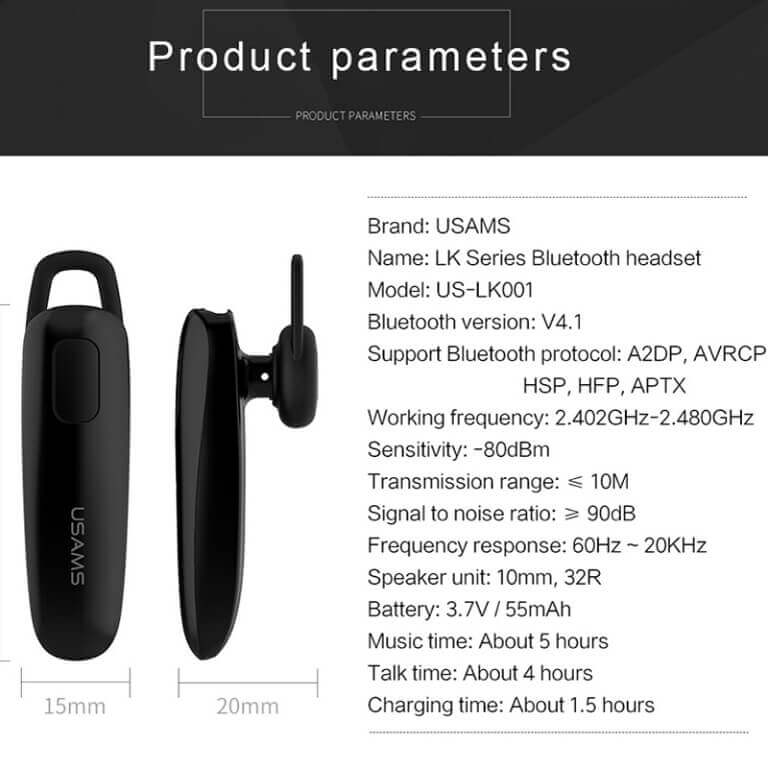 Product parameters
PRODUCT PARAMETERS
Brand: USAMS
Name: LK Series Bluetooth headset
Model: US-LK001
Bluetooth version: V4.1
Support Bluetooth protocol: A2DP, AVRCP
HSP, HFP, APTX
Working frequency: 2.402GHz-2.480GHz
Sensitivity: -80dBm
Transmission range: ≤ 10M
Signal to noise ratio: ≥ 90dB
Frequency response: 60Hz ~ 20KHz
Speaker unit: 10mm, 32R
Battery: 3.7V / 55mAh
Music time: About 5 hours
Talk time: About 4 hours
Charging time: About 1.5 hours
USAMS
15mm
20mm